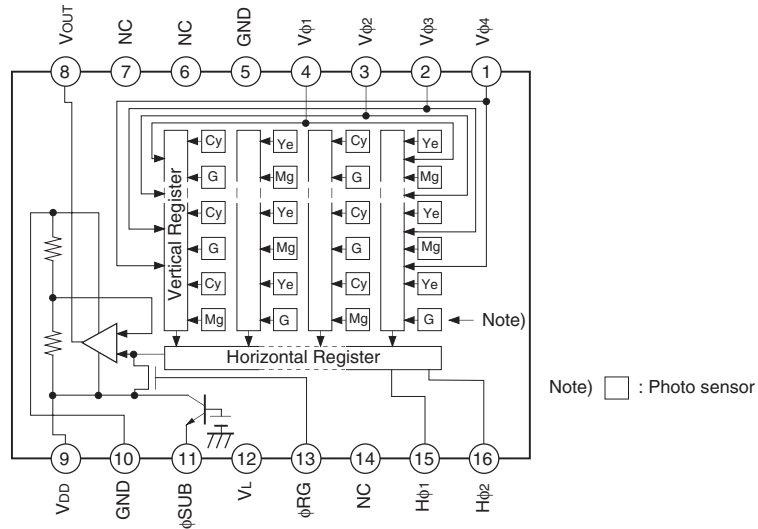 VOUT NC NC GND Vϕ1 Vϕ2 Vϕ3 Vϕ4
8 7 6 5 4 3 2 1
Vertical Register
Cy Ye Cy Ye
G Mg G Mg
Cy Ye Cy Ye
G Mg G Mg
Cy Ye Cy Ye
Mg G Mg G Note)
Horizontal Register
Note) : Photo sensor
9 10 11 12 13 14 15 16
VDD GND ϕSUB VL ϕRG NC Hϕ1 Hϕ2